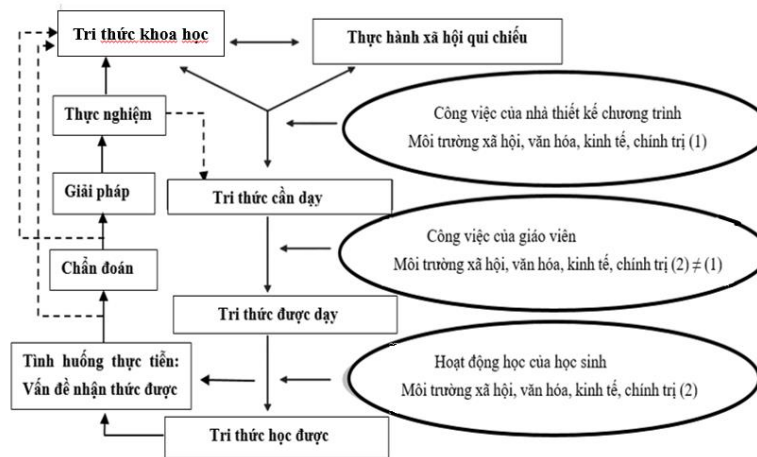 Tri thức khoa học
Thực hành xã hội qui chiếu
Thực nghiệm
Công việc của nhà thiết kế chương trình
Môi trường xã hội, văn hóa, kinh tế, chính trị (1)
Giải pháp
Tri thức cần dạy
Công việc của giáo viên
Môi trường xã hội, văn hóa, kinh tế, chính trị (2) ≠ (1)
Chẩn đoán
Tri thức được dạy
Tình huống thực tiễn:
Vấn đề nhận thức được
Hoạt động học của học sinh
Môi trường xã hội, văn hóa, kinh tế, chính trị (2)
Tri thức học được